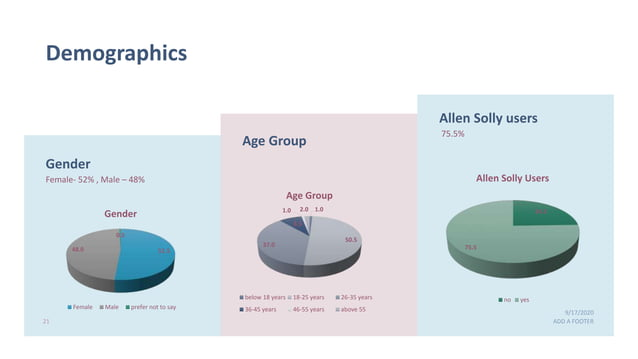 Demographics
Gender
Female- 52% , Male – 48%
Gender
48.0
Female Male prefer not to say
21
Age Group
Age Group
1.0 2.0 1.0
37.0
50.5
below 18 years 18-25 years 26-35 years
36-45 years 46-55 years above 55
Allen Solly users
75.5%
Allen Solly Users
75.5
no yes
9/17/2020
ADD A FOOTER